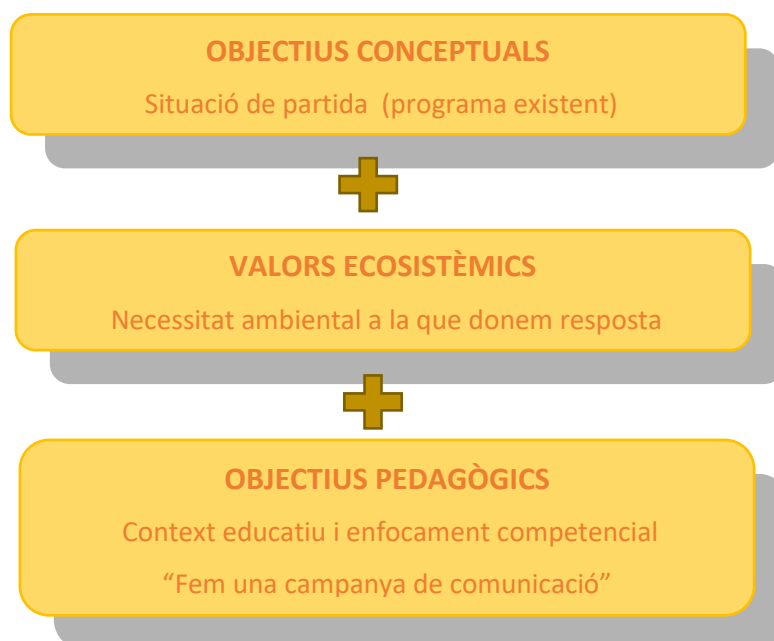 OBJECTIUS CONCEPTUALS
Situació de partida (programa existent)
VALORS ECOSISTÈMICS
Necessitat ambiental a la que donem resposta
OBJECTIUS PEDAGÒGICS
Context educatiu i enfocament competencial
“Fem una campanya de comunicació”